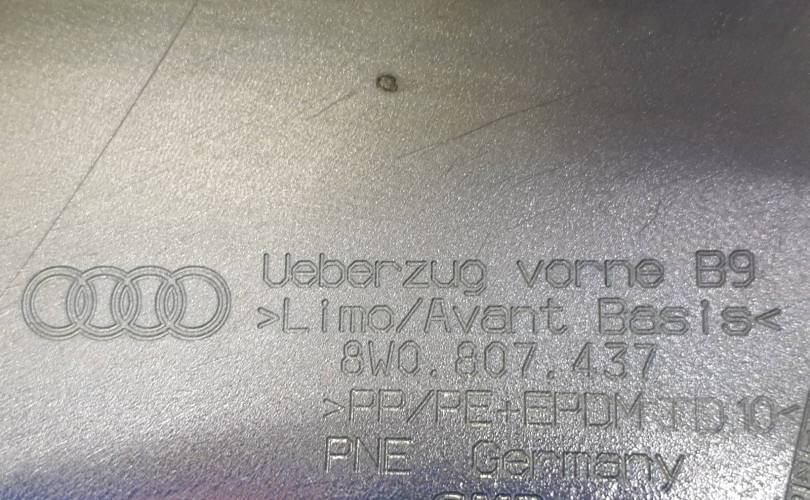 Ueberzug vorne B9
>Limo/Avant Basis<
8W0.807.437
>PP/PE+EPDM TD10<
PNE Germany